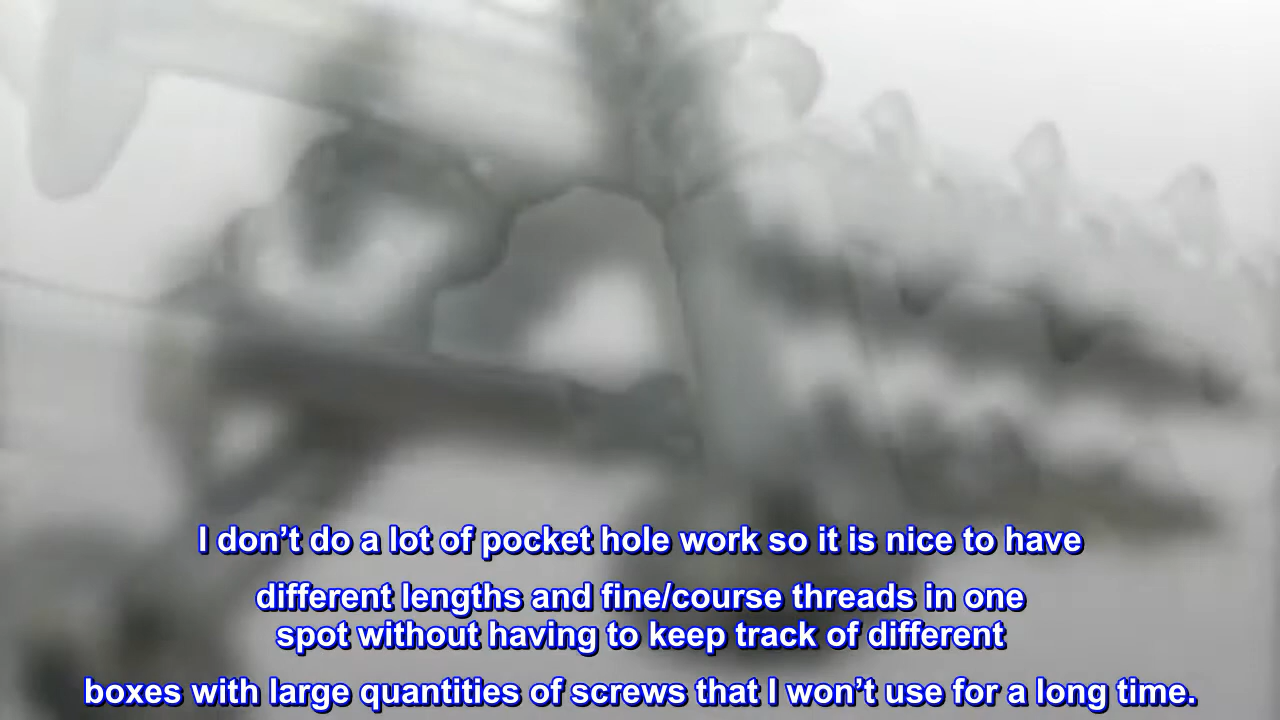 I don’t do a lot of pocket hole work so it is nice to have
different lengths and fine/course threads in one
spot without having to keep track of different
boxes with large quantities of screws that I won’t use for a long time.